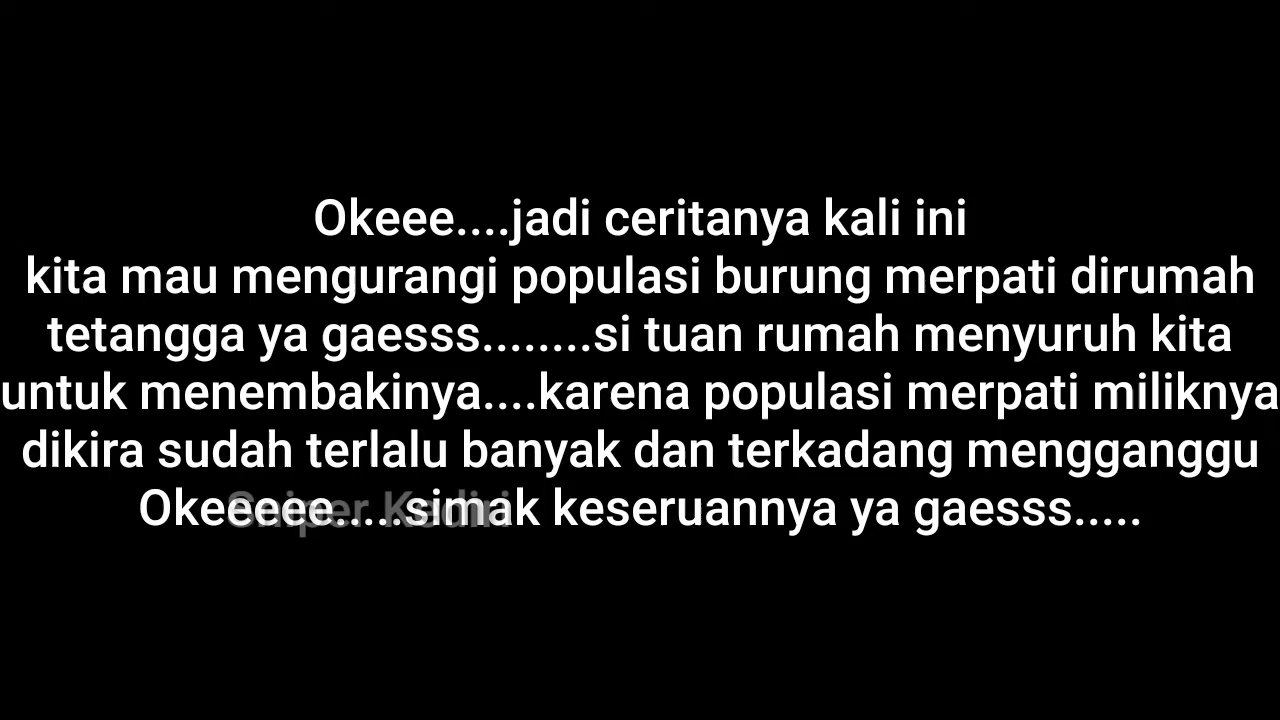 Okeee....jadi ceritanya kali ini
kita mau mengurangi populasi burung merpati dirumah
tetangga ya gaesss........si tuan rumah menyuruh kita
untuk menembakinya....karena populasi merpati miliknya
dikira sudah terlalu banyak dan terkadang mengganggu
Okeeeee.....simak keseruannya ya gaesss.....
Sniper Kediri